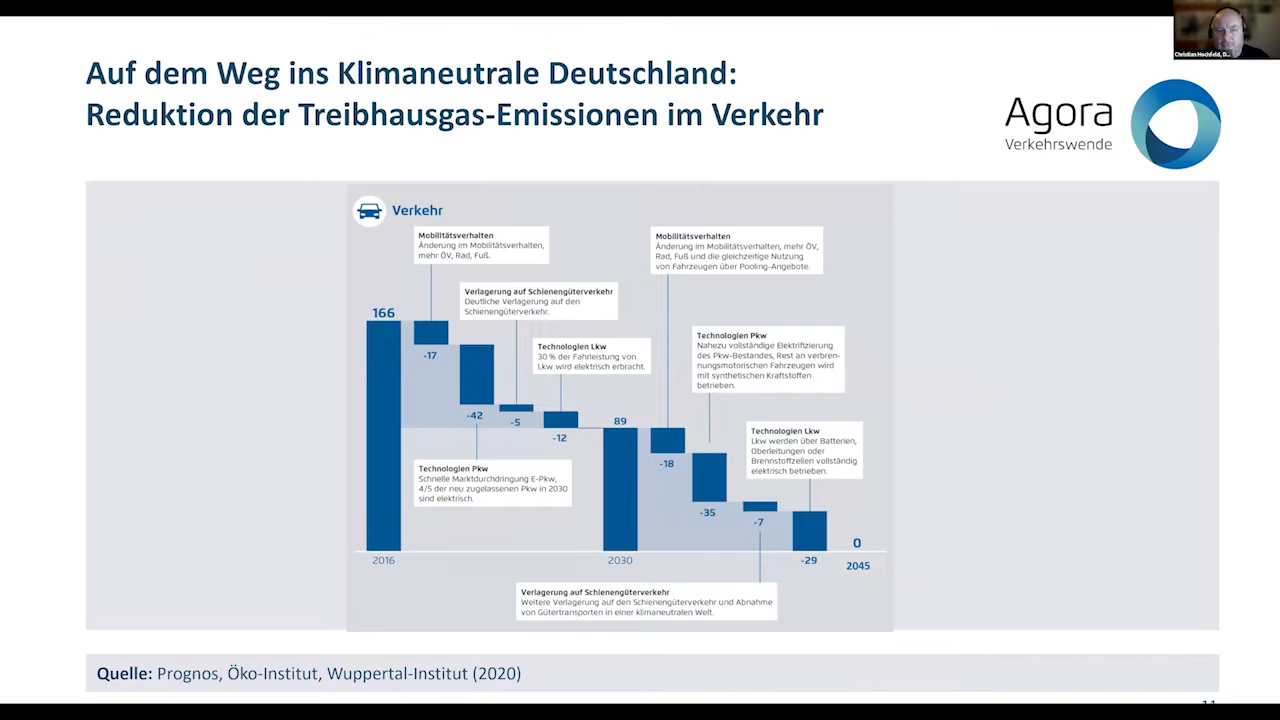 Christian Hochfeld, D...
Auf dem Weg ins Klimaneutrale Deutschland:
Reduktion der Treibhausgas-Emissionen im Verkehr
Agora
Verkehrswende
Verkehr
Mobilitätsverhalten
Änderung im Mobilitätsverhalten,
mehr ÖV, Rad, Fuß.
Mobilitätsverhalten
Änderung im Mobilitätsverhalten, mehr ÖV,
Rad, Fuß und die gleichzeitige Nutzung
von Fahrzeugen über Pooling-Angebote.
Verlagerung auf Schienengüterverkehr
Deutliche Verlagerung auf den
Schienengüterverkehr.
166
Technologien Pkw
Nahezu vollständige Elektrifizierung
des Pkw-Bestandes, Rest an verbren-
nungsmotorischen Fahrzeugen wird
mit synthetischen Kraftstoffen
betrieben.
Technologien Lkw
30 % der Fahrleistung von
Lkw wird elektrisch erbracht.
-17
-42
-5
-12
89
Technologien Lkw
Lkw werden über Batterien,
Oberleitungen oder
Brennstoffzellen vollständig
elektrisch betrieben.
Technologien Pkw
Schnelle Marktdurchdringung E-Pkw,
4/5 der neu zugelassenen Pkw in 2030
sind elektrisch.
-18
-35
-7
-29
0
2016
2030
2045
Verlagerung auf Schienengüterverkehr
Weitere Verlagerung auf den Schienengüterverkehr und Abnahme
von Gütertransporten in einer klimaneutralen Welt.
Quelle: Prognos, Öko-Institut, Wuppertal-Institut (2020)
11